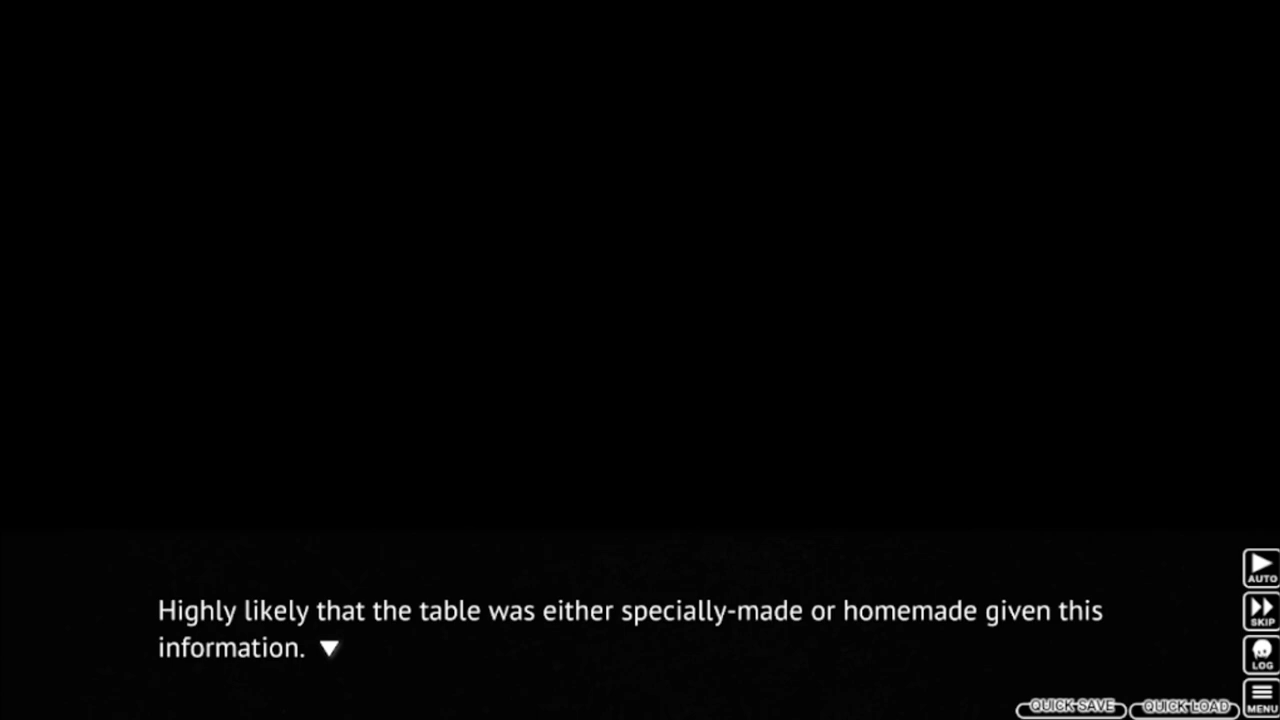 Highly likely that the table was either specially-made or homemade given this
information.
AUTO
SKIP
LOG
MENU
QUICK SAVE
QUICK LOAD